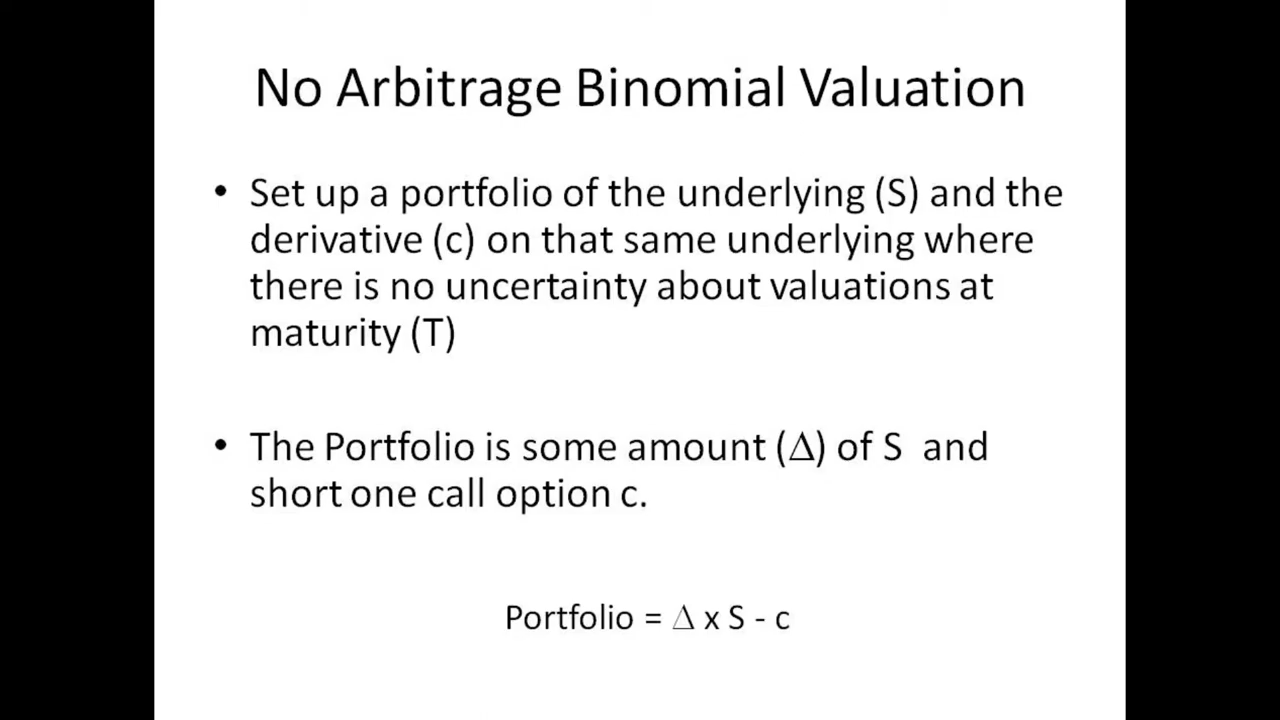 No Arbitrage Binomial Valuation
• Set up a portfolio of the underlying (S) and the
derivative (c) on that same underlying where
there is no uncertainty about valuations at
maturity (T)
• The Portfolio is some amount (Δ) of S and
short one call option c.
Portfolio = Δ x S - c